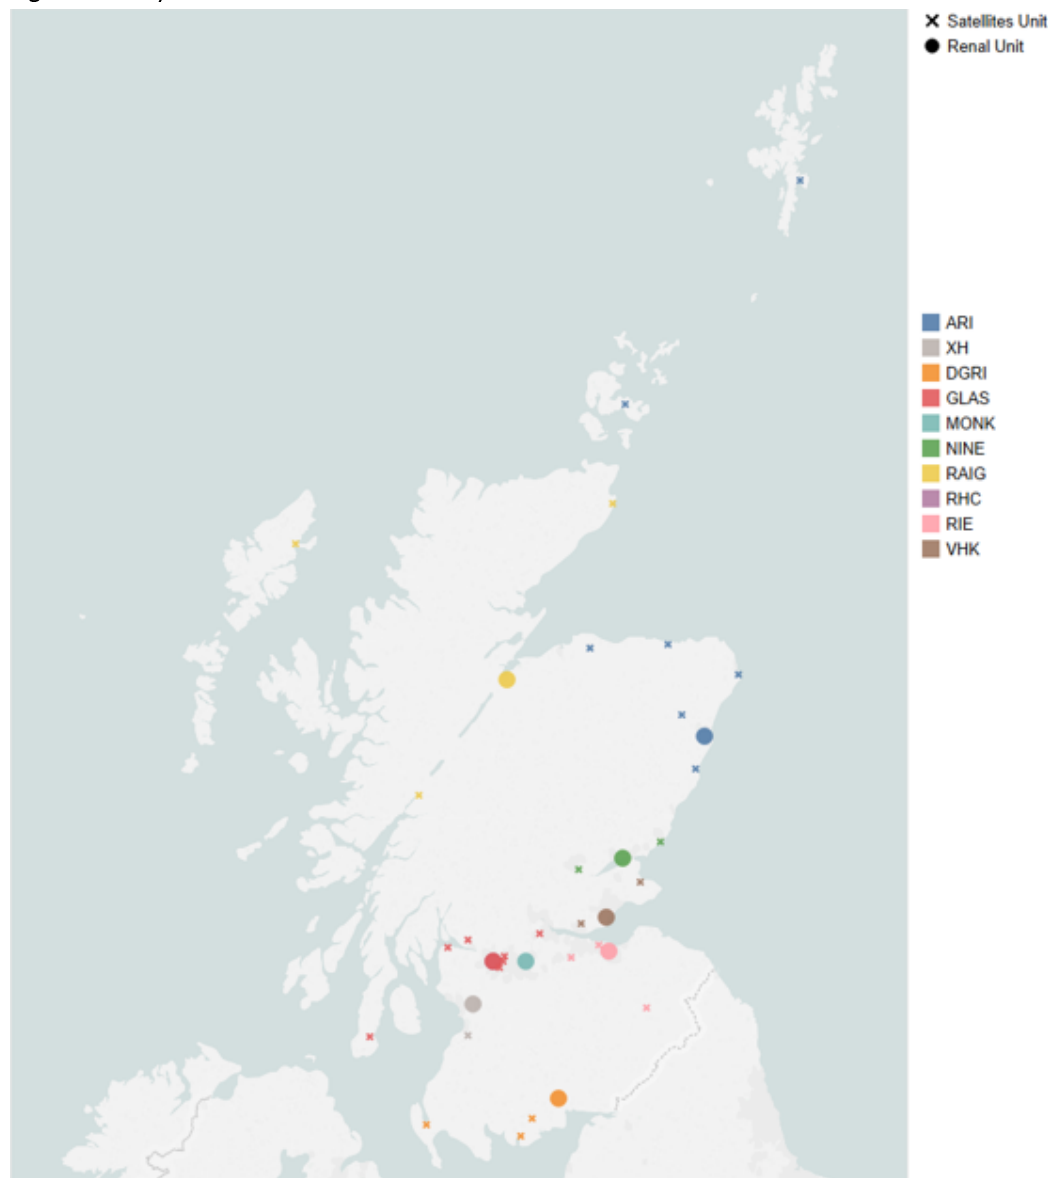 Satellites Unit
Renal Unit
ARI
XH
DGRI
GLAS
MONK
NINE
RAIG
RHC
RIE
VHK